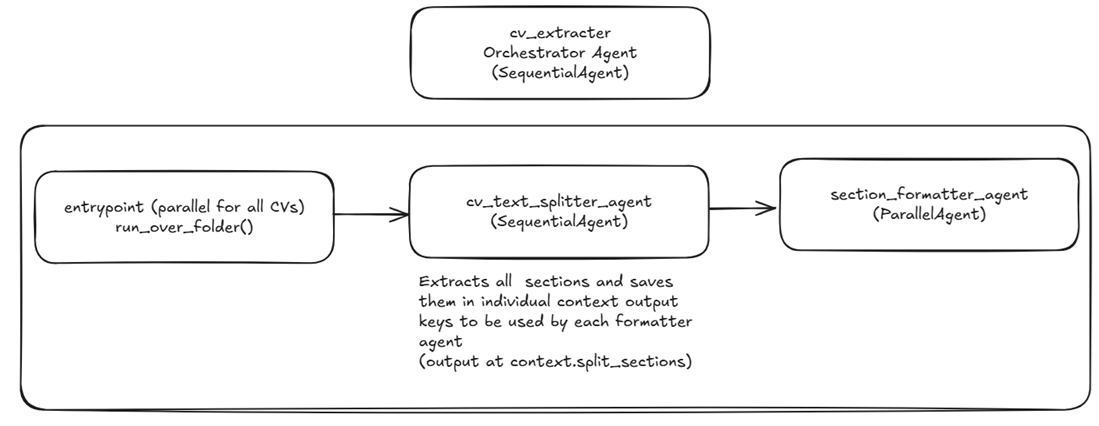 cv_extracter
Orchestrator Agent
(SequentialAgent)
entrypoint (parallel for all CVs)
run_over_folder()
cv_text_splitter_agent
(SequentialAgent)
section_formatter_agent
(ParallelAgent)
Extracts all  sections and saves
them in individual context output
keys to be used by each formatter
agent
(output at context.split_sections)